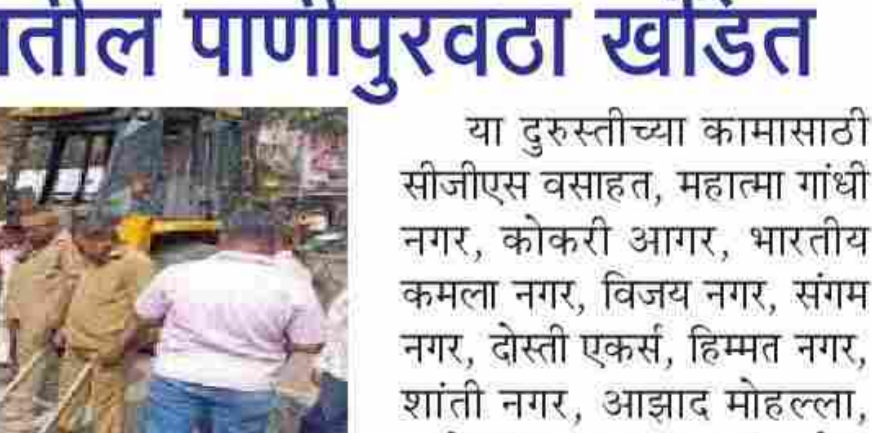 तील पाणीपुरवठा खंडित
या दुरुस्तीच्या कामासाठी
सीजीएस वसाहत, महात्मा गांधी
नगर, कोकरी आगर, भारतीय
कमला नगर, विजय नगर, संगम
नगर, दोस्ती एकर्स, हिम्मत नगर,
शांती नगर, आझाद मोहल्ला,